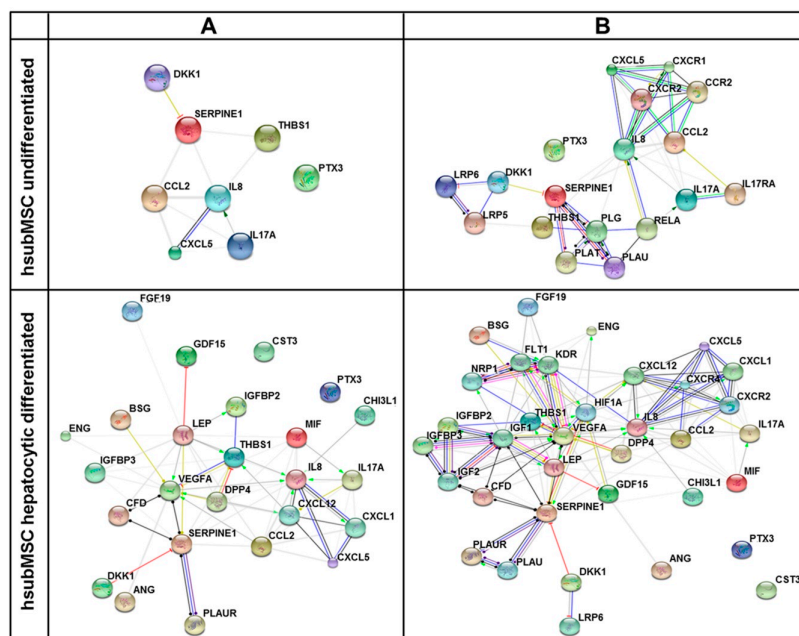 A
B
hsubMSC undifferentiated
DKK1
SERPINE1
THBS1
PTX3
CCL2
IL8
IL17A
CXCL5
CXCL5
CXCR1
CXCR2
CCR2
CCL2
IL8
PTX3
LRP6
DKK1
SERPINE1
IL17A
IL17RA
LRP5
THBS1
PLG
RELA
PLAT
PLAU
hsubMSC hepatocytic differentiated
FGF19
GDF15
CST3
PTX3
IGFBP2
CHI3L1
BSG
LEP
MIF
ENG
THBS1
IGFBP3
VEGFA
IL8
IL17A
CFD
DPP4
CXCL12
CXCL1
SERPINE1
CCL2
CXCL5
DKK1
ANG
PLAUR
FGF19
BSG
ENG
FLT1
KDR
CXCL5
NRP1
CXCL12
CXCL1
CXCR4
HIF1A
CXCR2
IGFBP2
THBS1
IL8
IGF1
VEGFA
IL17A
IGFBP3
DPP4
CCL2
IGF2
LEP
CFD
GDF15
CHI3L1
MIF
SERPINE1
PLAUR
PLAU
ANG
PTX3
DKK1
CST3
LRP6